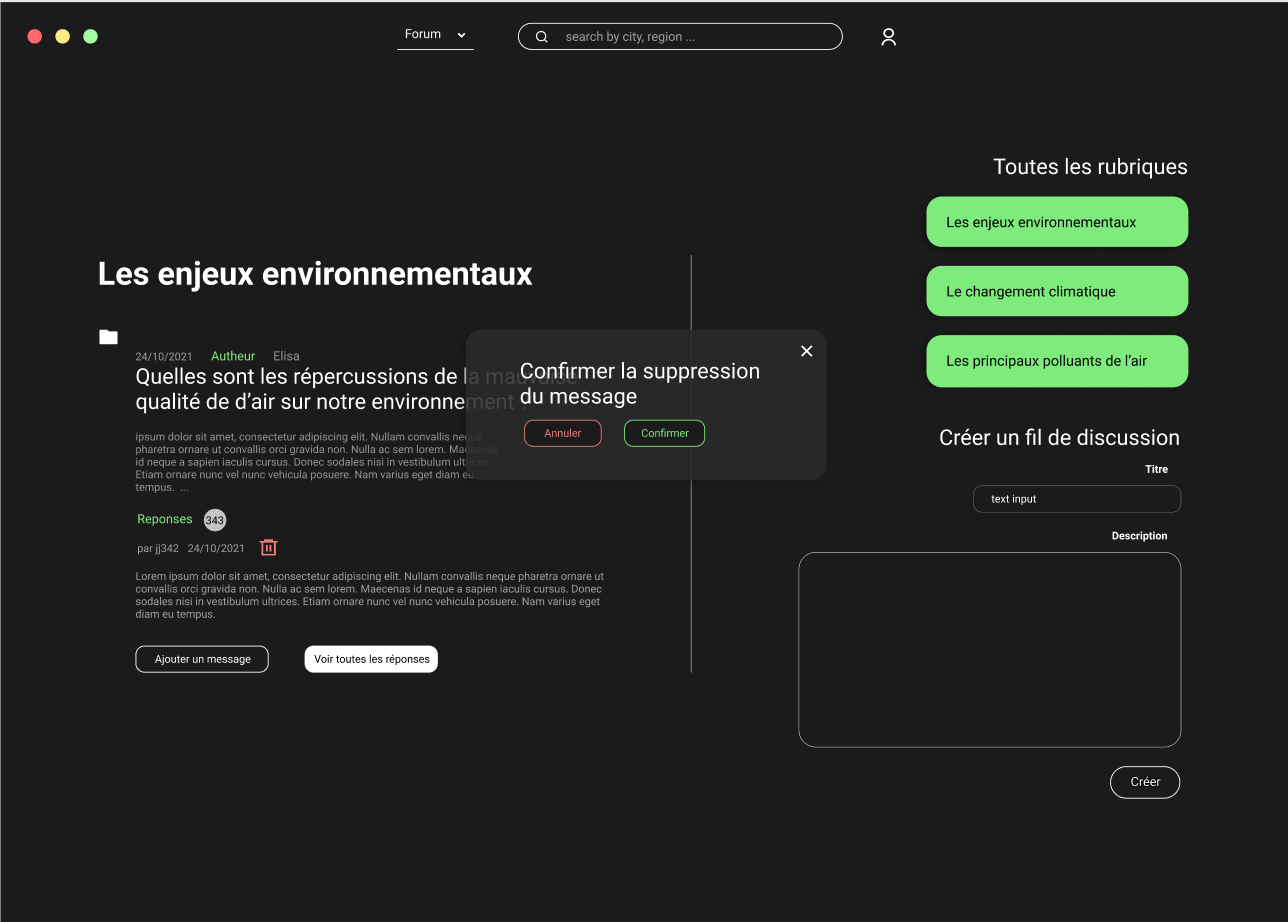 Forum
search by city, region ...
Toutes les rubriques
Les enjeux environnementaux
Le changement climatique
Les principaux polluants de l’air
Créer un fil de discussion
Titre
text input
Description
Créer
Les enjeux environnementaux
24/10/2021 Autheur Elisa
Quelles sont les répercussions de la mauvaise
qualité de d’air sur notre environnement ?
ipsum dolor sit amet, consectetur adipiscing elit. Nullam convallis neque
pharetra ornare ut convallis orci gravida non. Nulla ac sem lorem. Maecenas
id neque a sapien iaculis cursus. Donec sodales nisi in vestibulum ultrices.
Etiam ornare nunc vel nunc vehicula posuere. Nam varius eget diam eu
tempus. ...
Reponses 343
par jj342 24/10/2021
Lorem ipsum dolor sit amet, consectetur adipiscing elit. Nullam convallis neque pharetra ornare ut
convallis orci gravida non. Nulla ac sem lorem. Maecenas id neque a sapien iaculis cursus. Donec
sodales nisi in vestibulum ultrices. Etiam ornare nunc vel nunc vehicula posuere. Nam varius eget
diam eu tempus.
Ajouter un message
Voir toutes les réponses
Confirmer la suppression
du message
Annuler
Confirmer